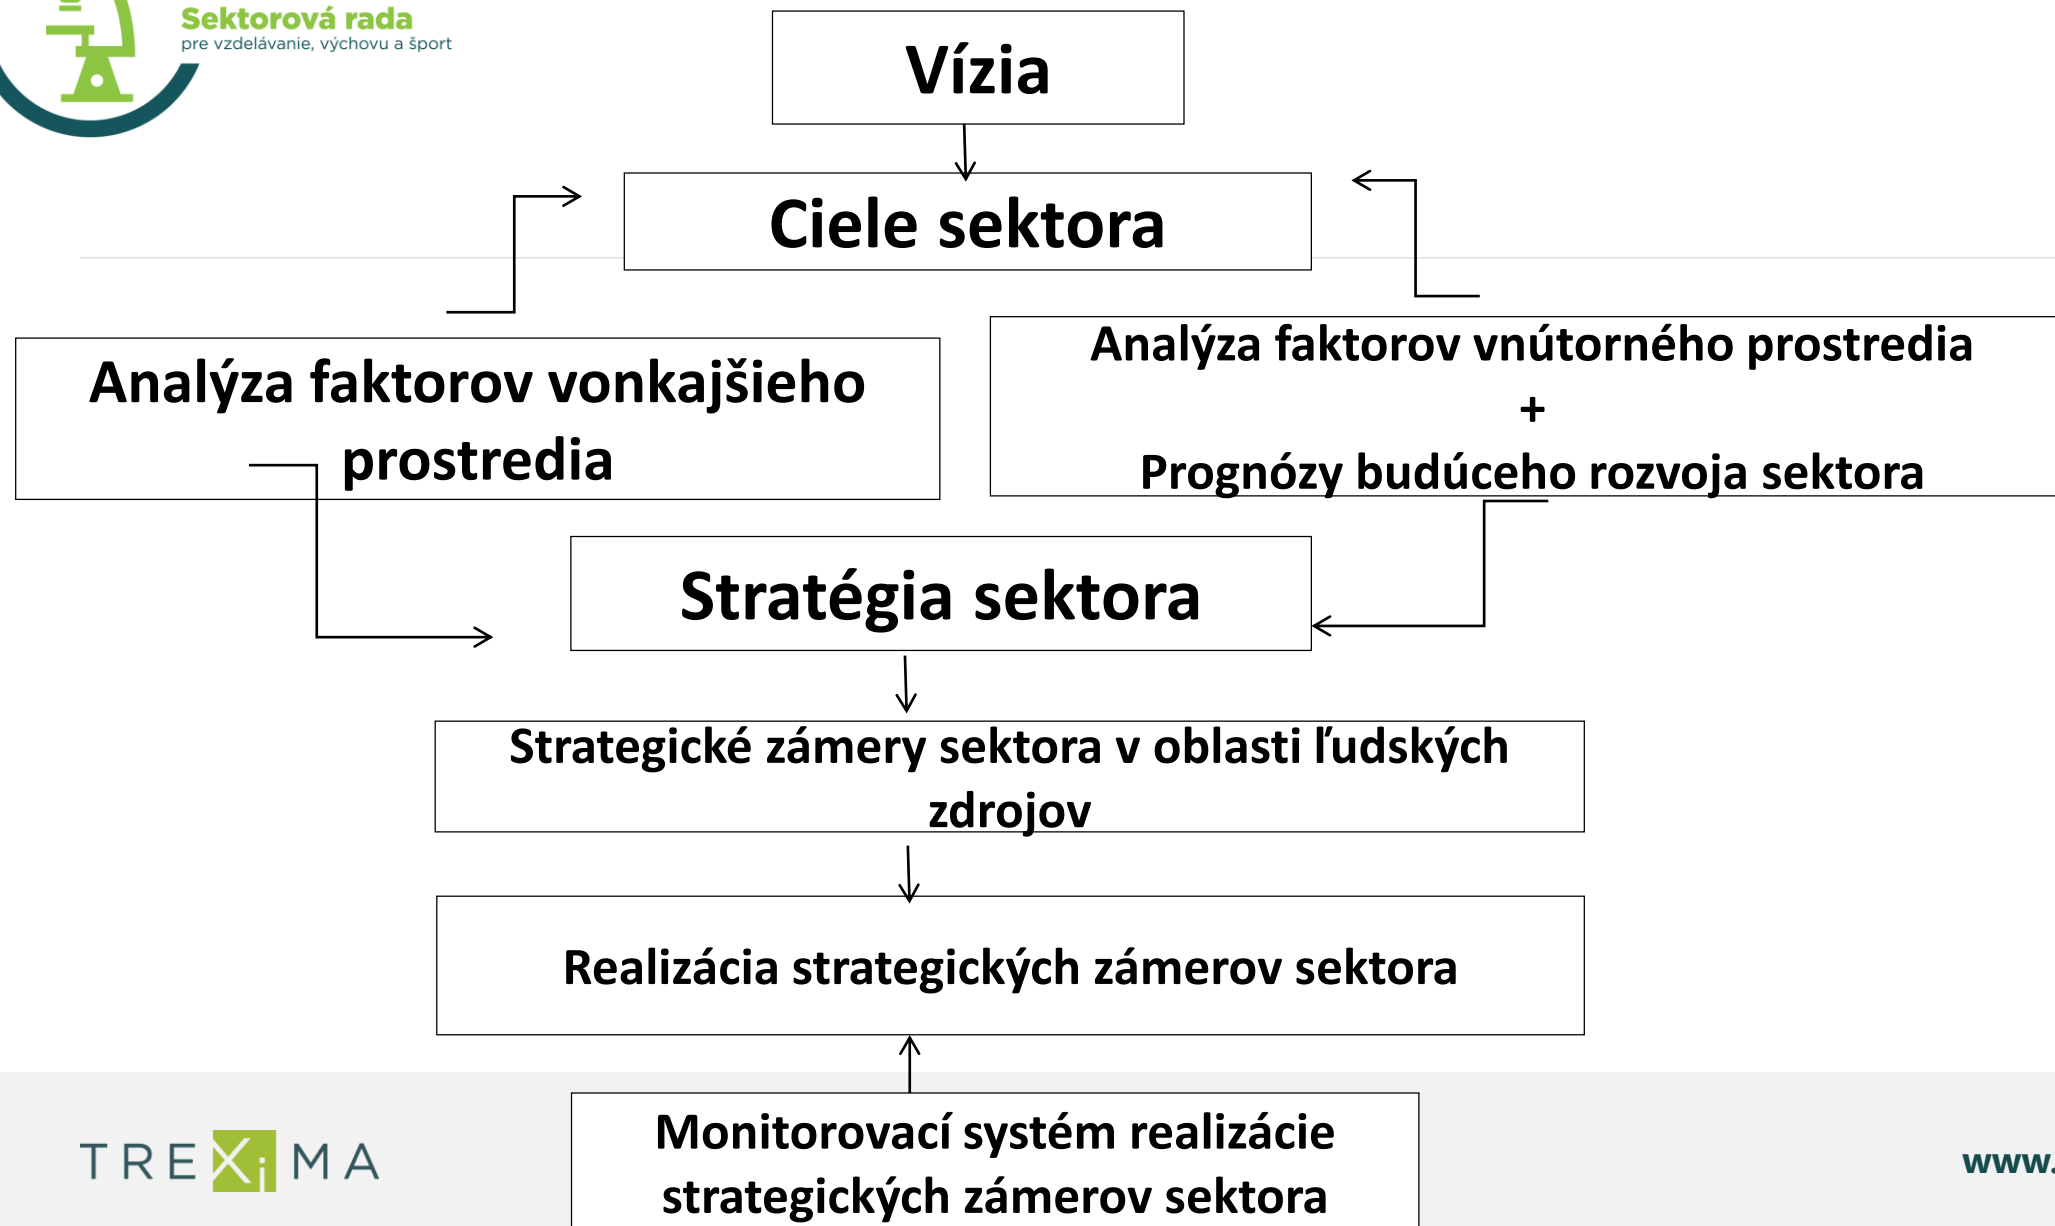 Sektorová rada
pre vzdelávanie, výchovu a šport
Vízia
Ciele sektora
Analýza faktorov vonkajšieho
prostredia
Analýza faktorov vnútorného prostredia
+
Prognózy budúceho rozvoja sektora
Stratégia sektora
Strategické zámery sektora v oblasti ľudských
zdrojov
Realizácia strategických zámerov sektora
Monitorovací systém realizácie
strategických zámerov sektora
TREXiMA
www.